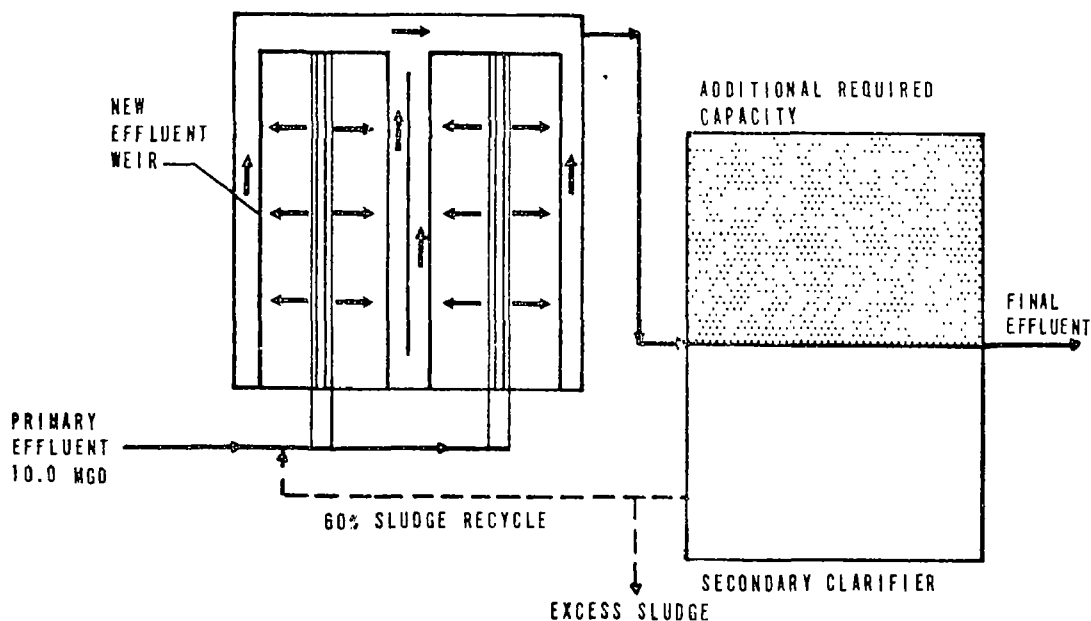 NEW
EFFLUENT
WEIR
ADDITIONAL REQUIRED
CAPACITY
FINAL
EFFLUENT
PRIMARY
EFFLUENT
10.0 MGD
60% SLUDGE RECYCLE
SECONDARY CLARIFIER
EXCESS SLUDGE